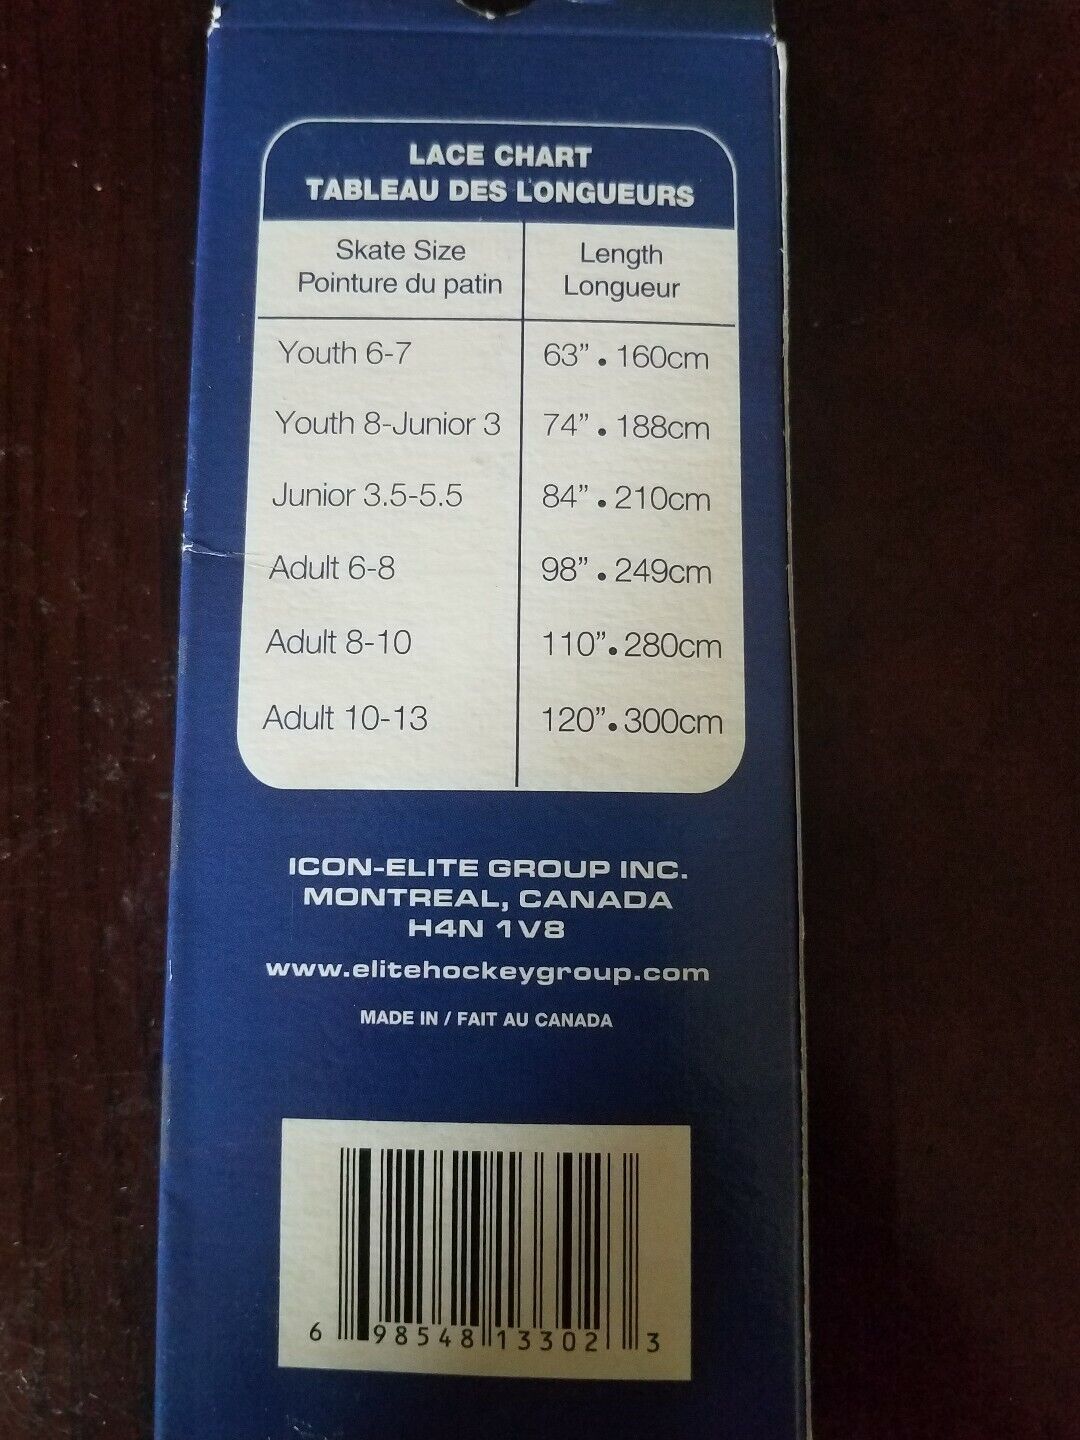 LACE CHART
TABLEAU DES LONGUEURS
Skate Size
Pointure du patin
Length
Longueur
Youth 6-7 63” • 160cm
Youth 8-Junior 3 74” • 188cm
Junior 3.5-5.5 84” • 210cm
Adult 6-8 98” • 249cm
Adult 8-10 110” • 280cm
Adult 10-13 120” • 300cm
ICON-ELITE GROUP INC.
MONTREAL, CANADA
H4N 1V8
www.elitehockeygroup.com
MADE IN / FAIT AU CANADA
6 98548 13302 3